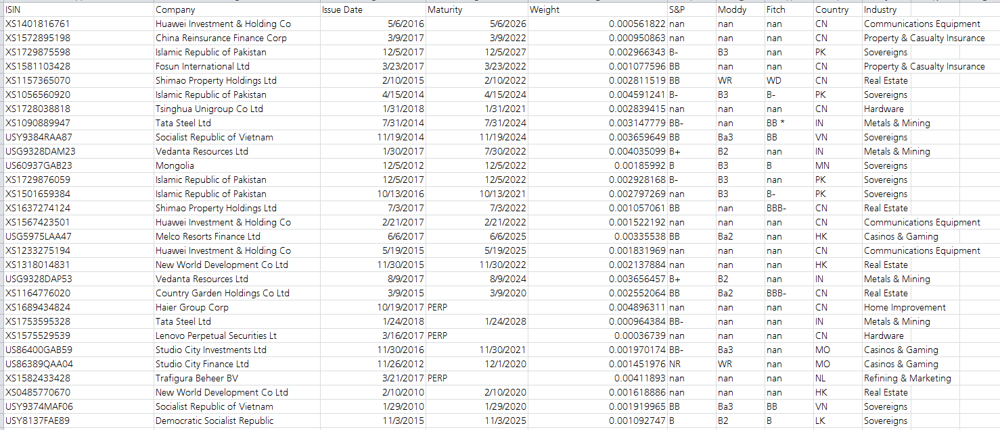 ISIN Company Issue Date Maturity Weight S&P Moddy Fitch Country Industry
XS1401816761 Huawei Investment & Holding Co 5/6/2016 5/6/2026 0.000561822 nan nan nan CN Communications Equipment
XS1572895198 China Reinsurance Finance Corp 3/9/2017 3/9/2022 0.000950863 nan nan nan CN Property & Casualty Insurance
XS1729875598 Islamic Republic of Pakistan 12/5/2017 12/5/2027 0.002966343 B- B3 nan PK Sovereigns
XS1581103428 Fosun International Ltd 3/23/2017 3/23/2022 0.001077596 BB nan nan CN Property & Casualty Insurance
XS1157365070 Shimao Property Holdings Ltd 2/10/2015 2/10/2022 0.002811519 BB WR WD CN Real Estate
XS1056560920 Islamic Republic of Pakistan 4/15/2014 4/15/2024 0.004591241 B- B3 B- PK Sovereigns
XS1728038818 Tsinghua Unigroup Co Ltd 1/31/2018 1/31/2021 0.002839415 nan nan nan CN Hardware
XS1090889947 Tata Steel Ltd 7/31/2014 7/31/2024 0.003147779 BB- nan BB * IN Metals & Mining
USY9384RAA87 Socialist Republic of Vietnam 11/19/2014 11/19/2024 0.003659649 BB Ba3 BB VN Sovereigns
USG9328DAM23 Vedanta Resources Ltd 1/30/2017 7/30/2022 0.004035099 B+ B2 nan IN Metals & Mining
US60937GAB23 Mongolia 12/5/2012 12/5/2022 0.00185992 B B3 B MN Sovereigns
XS1729876059 Islamic Republic of Pakistan 12/5/2017 12/5/2022 0.002928168 B- B3 nan PK Sovereigns
XS1501659384 Islamic Republic of Pakistan 10/13/2016 10/13/2021 0.002797269 nan B3 B- PK Sovereigns
XS1637274124 Shimao Property Holdings Ltd 7/3/2017 7/3/2022 0.001057061 BB nan BBB- CN Real Estate
XS1567423501 Huawei Investment & Holding Co 2/21/2017 2/21/2022 0.001522192 nan nan nan CN Communications Equipment
USG5975LAA47 Melco Resorts Finance Ltd 6/6/2017 6/6/2025 0.00335538 BB Ba2 nan HK Casinos & Gaming
XS1233275194 Huawei Investment & Holding Co 5/19/2015 5/19/2025 0.001831969 nan nan nan CN Communications Equipment
XS1318014831 New World Development Co Ltd 11/30/2015 11/30/2022 0.002137884 nan nan nan HK Real Estate
USG9328DAP53 Vedanta Resources Ltd 8/9/2017 8/9/2024 0.003656457 B+ B2 nan IN Metals & Mining
XS1164776020 Country Garden Holdings Co Ltd 3/9/2015 3/9/2020 0.002552064 BB Ba2 BBB- CN Real Estate
XS1689434824 Haier Group Corp 10/19/2017 PERP 0.004896311 nan nan nan CN Home Improvement
XS1753595328 Tata Steel Ltd 1/24/2018 1/24/2028 0.000964384 BB- nan nan IN Metals & Mining
XS1575529539 Lenovo Perpetual Securities Lt 3/16/2017 PERP 0.00036739 nan nan nan CN Hardware
US86400GAB59 Studio City Investments Ltd 11/30/2016 11/30/2021 0.001970174 BB- Ba3 nan MO Casinos & Gaming
US86389QAA04 Studio City Finance Ltd 11/26/2012 12/1/2020 0.001451976 NR WR nan MO Casinos & Gaming
XS1582433428 Trafigura Beheer BV 3/21/2017 PERP 0.00411893 nan nan nan NL Refining & Marketing
XS0485770670 New World Development Co Ltd 2/10/2010 2/10/2020 0.001618886 nan nan nan HK Real Estate
USY9374MAF06 Socialist Republic of Vietnam 1/29/2010 1/29/2020 0.001919965 BB Ba3 BB VN Sovereigns
USY8137FAE89 Democratic Socialist Republic 11/3/2015 11/3/2025 0.001092747 B B2 B LK Sovereigns